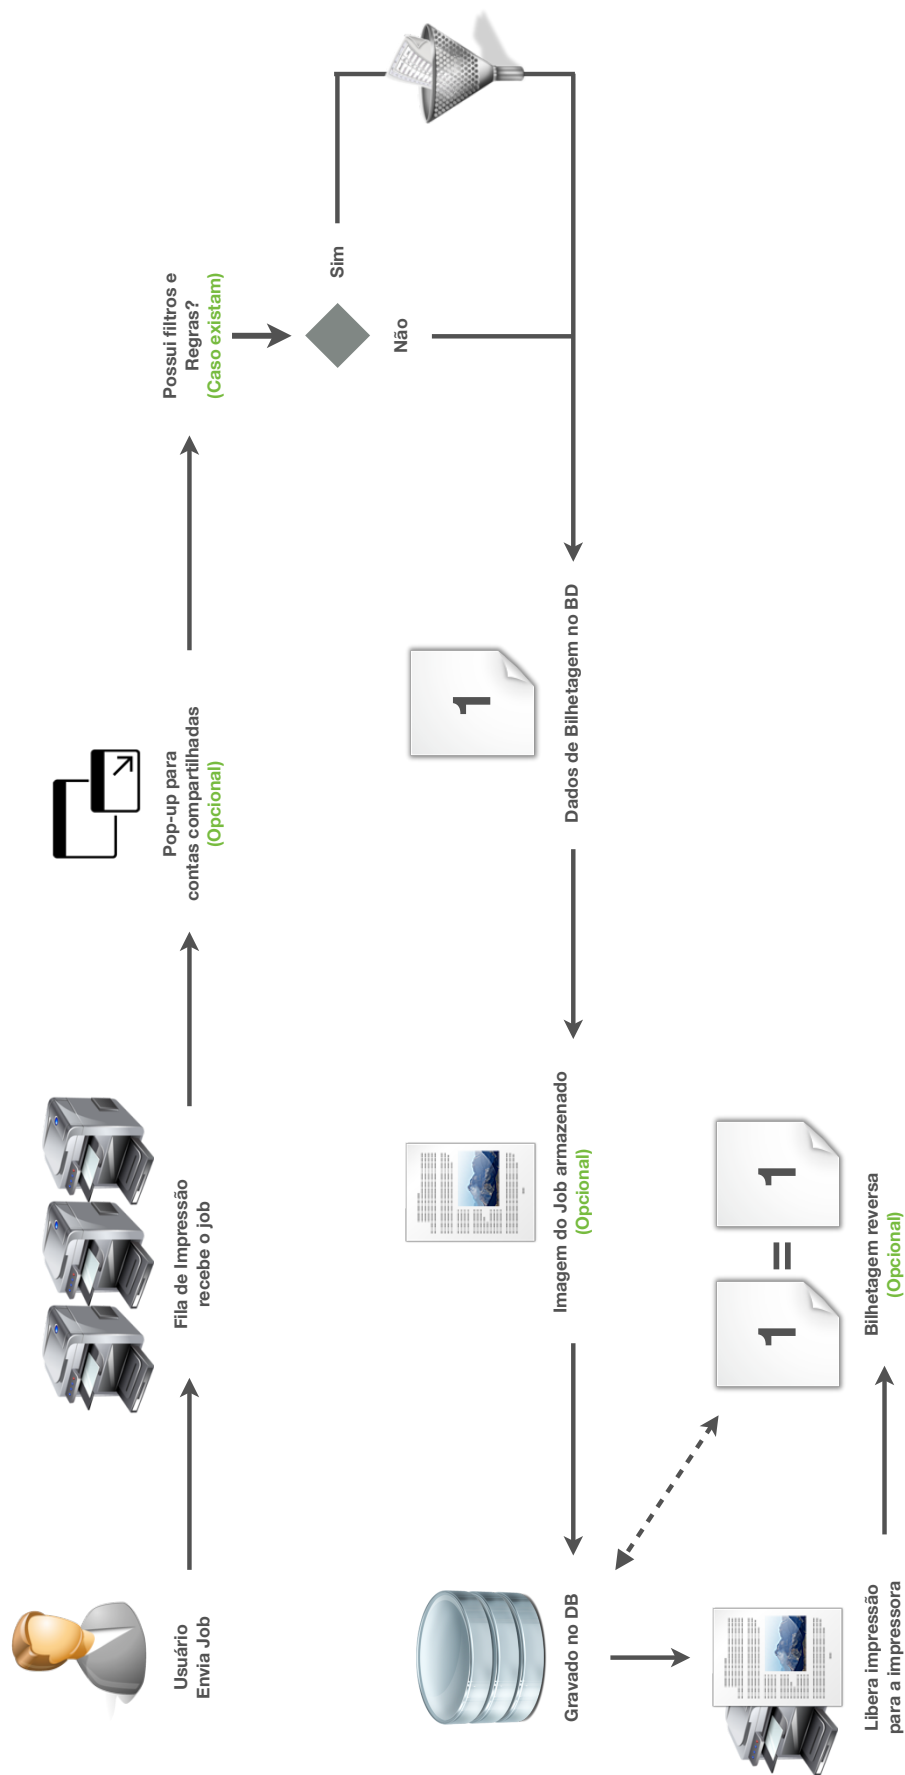 Usuário
Envia Job
Fila de Impressão
recebe o job
Pop-up para
contas compartilhadas
(Opcional)
Possui filtros e
Regras?
(Caso existam)
Sim
Não
1
Dados de Bilhetagem no BD
Imagem do Job armazenado
(Opcional)
Gravado no DB
Libera impressão
para a impressora
1 = 1
Bilhetagem reversa
(Opcional)